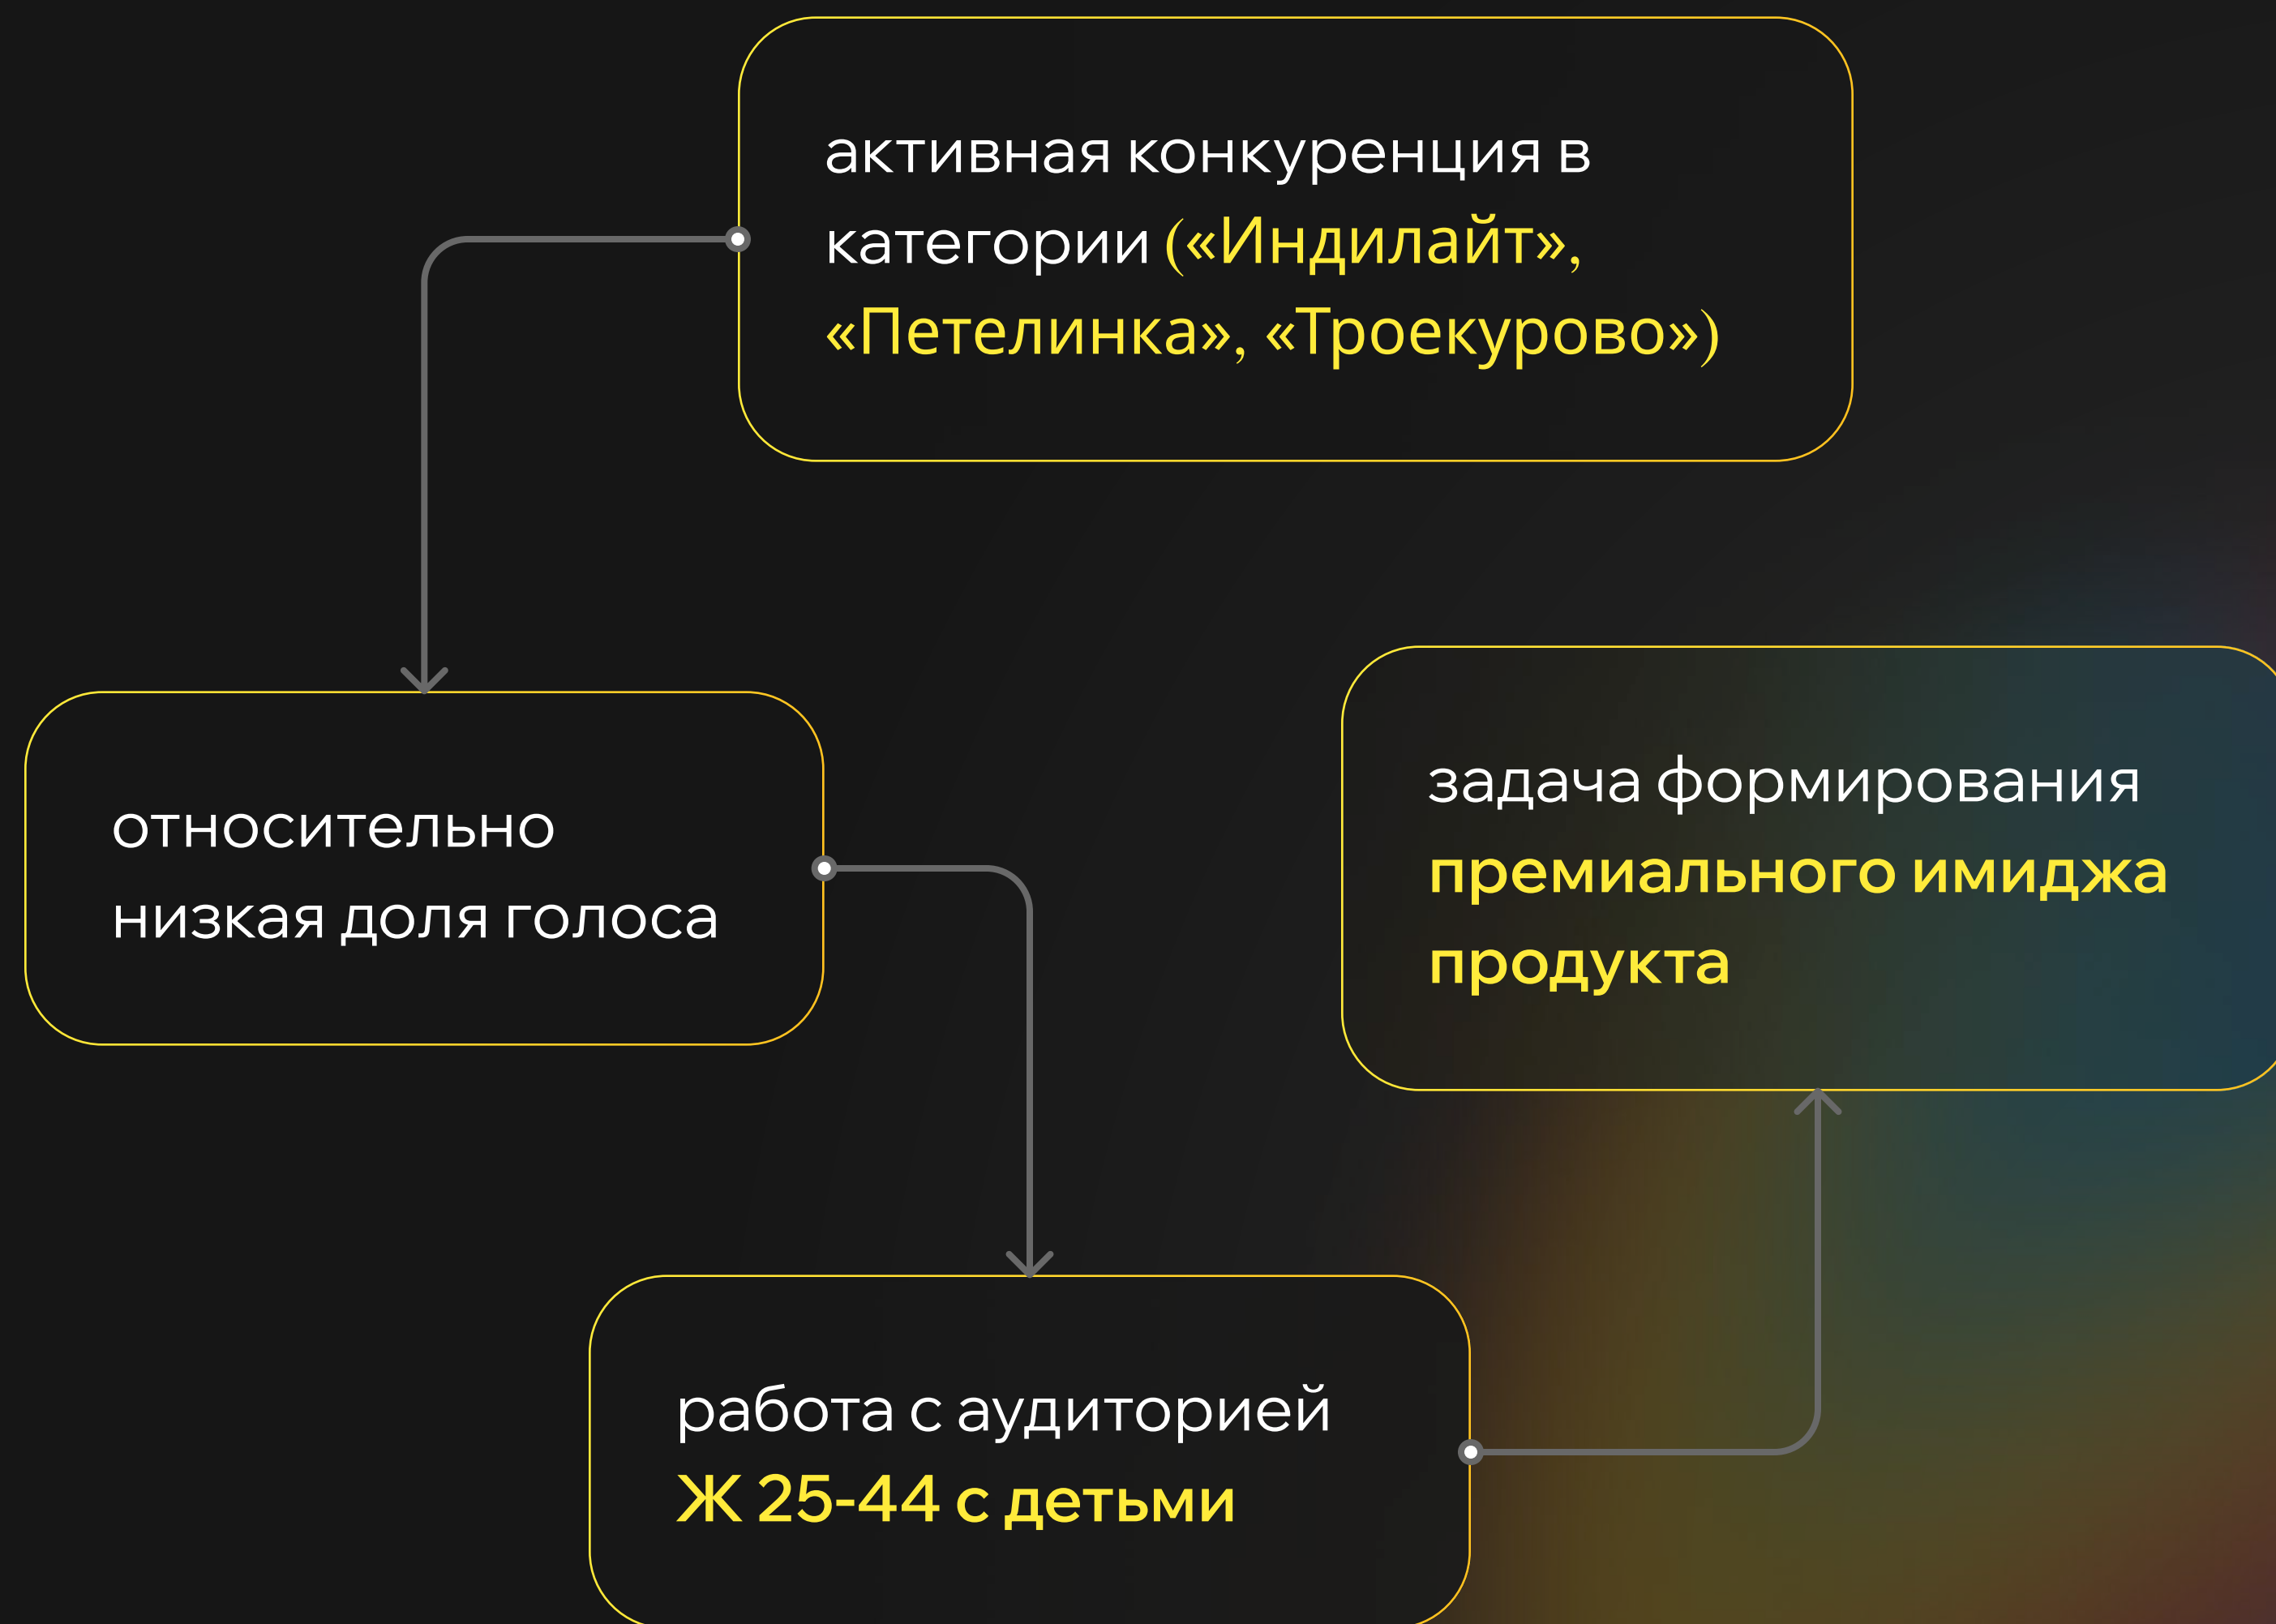 активная конкуренция в
категории («Индилайт»,
«Петелинка», «Троекурово»)
относительно
низкая доля голоса
работа с аудиторией
Ж 25-44 с детьми
задача формирования
премиального имиджа
продукта